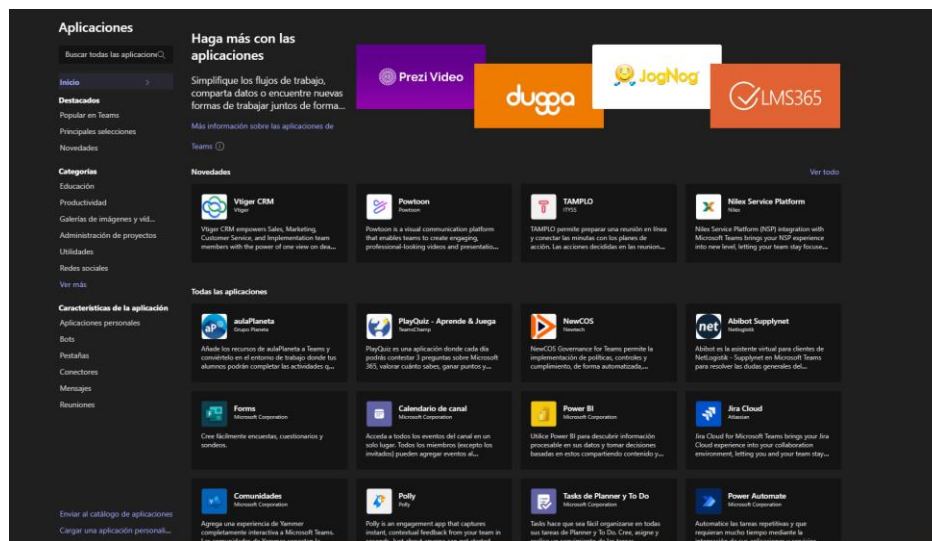 Aplicaciones
Buscar todas las aplicacione
Inicio
Destacados
Popular en Teams
Principales selecciones
Novedades
Categorías
Educación
Productividad
Galerías de imágenes y víd...
Administración de proyectos
Utilidades
Redes sociales
Ver más
Características de la aplicación
Aplicaciones personales
Bots
Pestañas
Conectores
Mensajes
Reuniones
Enviar al catálogo de aplicaciones
Cargar una aplicación personali...
Haga más con las
aplicaciones
Simplifique los flujos de trabajo,
comparta datos o encuentre nuevas
formas de trabajar juntos de forma...
Más información sobre las aplicaciones de
Teams
Prezi Video
dugga
JogNog
LMS365
Novedades
Ver todo
Vtiger CRM
Vtiger
Vtiger CRM empowers Sales, Marketing,
Customer Service, and Implementation team
members with the power of one view on dea...
Powtoon
Powtoon
Powtoon is a visual communication platform
that enables teams to create engaging,
professional-looking videos and presentatio...
TAMPLO
ITYSS
TAMPLO permite preparar una reunión en línea
y conectar las minutas con los planes de
acción. Las acciones decididas en las reunion...
Nilex Service Platform
Nilex
Nilex Service Platform (NSP) integration with
Microsoft Teams brings your NSP experience
into new level, letting your team stay focuse...
Todas las aplicaciones
aP
aulaPlaneta
Grupo Planeta
Añade los recursos de aulaPlaneta a Teams y
conviértelo en el entorno de trabajo donde tus
alumnos podrán completar las actividades q...
PlayQuiz - Aprende & Juega
TeamsChamp
PlayQuiz es una aplicación donde cada día
podrás contestar 3 preguntas sobre Microsoft
365, valorar cuánto sabes, ganar puntos y...
NewCOS
Newtech
NewCOS Governance for Teams permite la
implementación de políticas, controles y
cumplimiento, de forma automatizada,...
net
Abibot Supplynet
Netlogistik
Abibot es la asistente virtual para clientes de
NetLogistik - Supplynet en Microsoft Teams
para resolver las dudas generales del...
Forms
Microsoft Corporation
Cree fácilmente encuestas, cuestionarios y
sondeos.
Calendario de canal
Microsoft Corporation
Acceda a todos los eventos del canal en un
solo lugar. Todos los miembros (excepto los
invitados) pueden agregar eventos al...
Power BI
Microsoft Corporation
Utilice Power BI para descubrir información
procesable en sus datos y tomar decisiones
basadas en estos compartiendo contenido y...
Jira Cloud
Atlassian
Jira Cloud for Microsoft Teams brings your Jira
Cloud experience into your collaboration
environment, letting you and your team stay...
Comunidades
Microsoft Corporation
Agrega una experiencia de Yammer
completamente interactiva a Microsoft Teams.
Polly
Polly
Polly is an engagement app that captures
instant, contextual feedback from your team in
Tasks de Planner y To Do
Microsoft Corporation
Tasks hace que sea fácil organizarse en todas
sus tareas de Planner y To Do. Cree, asigne y
Power Automate
Microsoft Corporation
Automatice las tareas repetitivas y que
requieran mucho tiempo mediante la